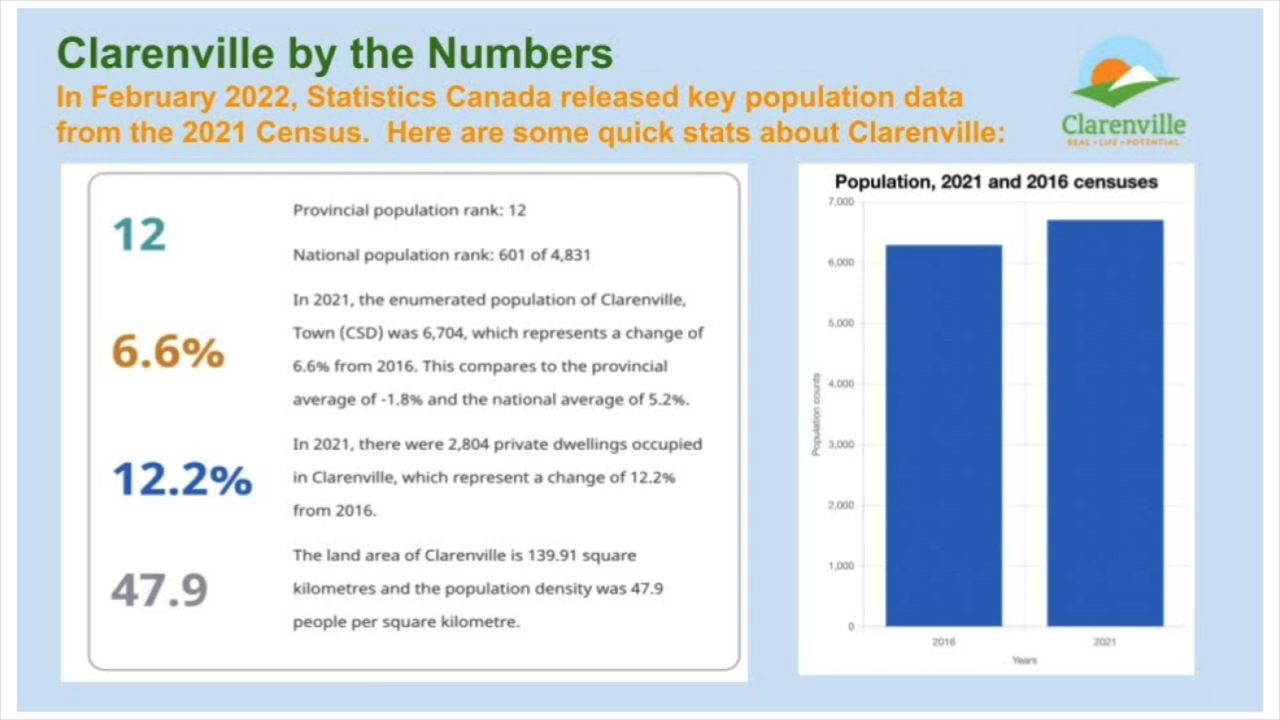 Clarenville by the Numbers
In February 2022, Statistics Canada released key population data
from the 2021 Census.  Here are some quick stats about Clarenville:
Clarenville
REAL • LIFE • POTENTIAL
12
Provincial population rank: 12
National population rank: 601 of 4,831
6.6%
In 2021, the enumerated population of Clarenville,
Town (CSD) was 6,704, which represents a change of
6.6% from 2016. This compares to the provincial
average of -1.8% and the national average of 5.2%.
12.2%
In 2021, there were 2,804 private dwellings occupied
in Clarenville, which represent a change of 12.2%
from 2016.
47.9
The land area of Clarenville is 139.91 square
kilometres and the population density was 47.9
people per square kilometre.
Population, 2021 and 2016 censuses
Population counts
7,000
6,000
5,000
4,000
3,000
2,000
1,000
0
2016
2021
Years